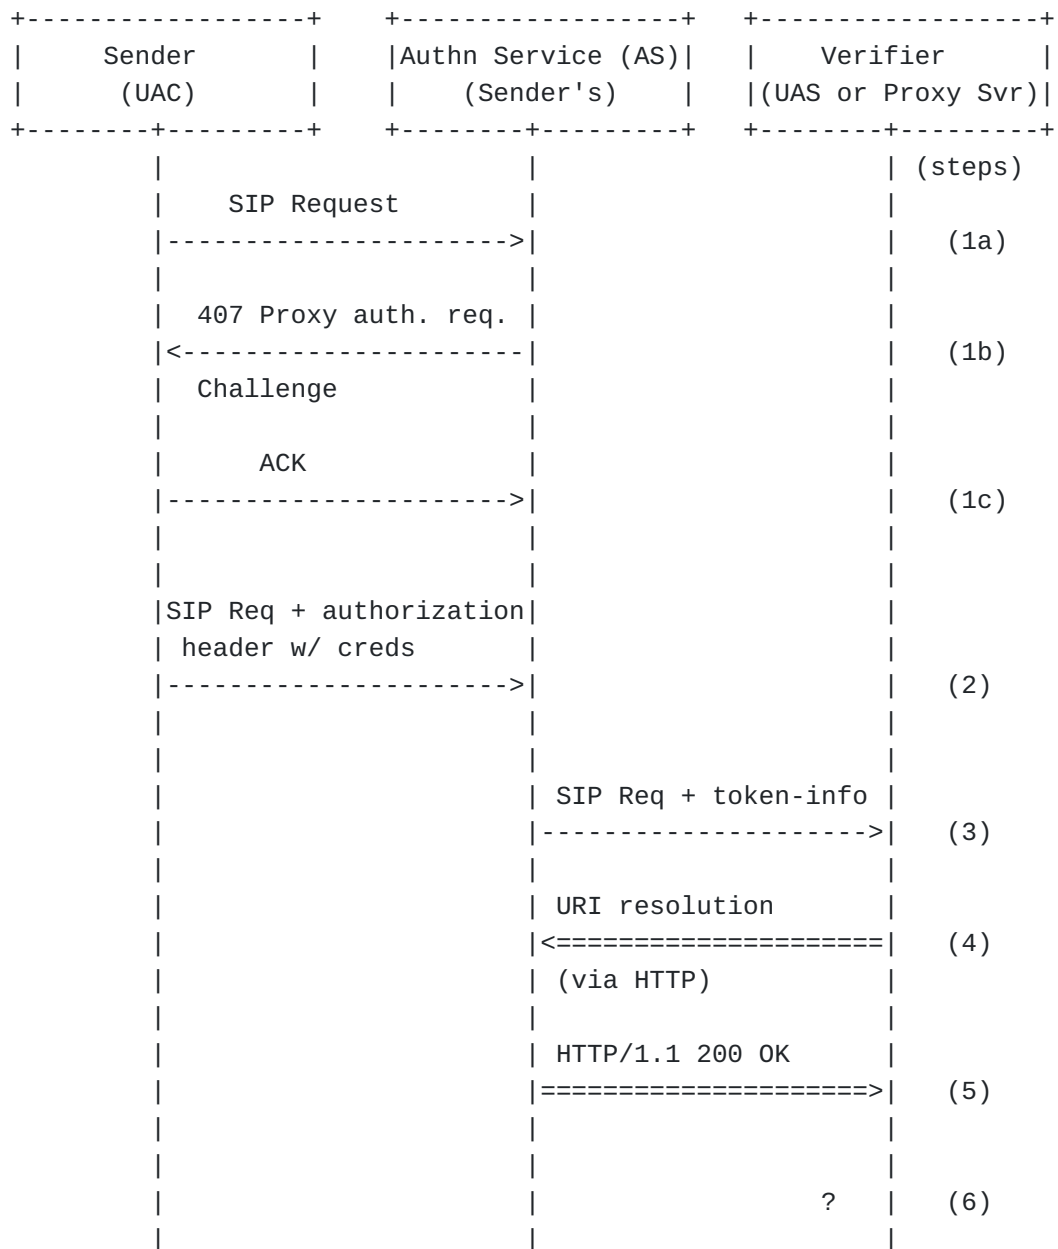 +------------------+    +------------------+   +------------------+
|     Sender       |    |Authn Service (AS)|   |    Verifier      |
|      (UAC)       |    |    (Sender's)    |   |(UAS or Proxy Svr)|
+--------+---------+    +--------+---------+   +--------+---------+
         |                       |                      | (steps)
         |    SIP Request        |                      |
         |---------------------->|                      |   (1a)
         |                       |                      |
         |  407 Proxy auth. req. |                      |
         |<----------------------|                      |   (1b)
         |  Challenge            |                      |
         |                       |                      |
         |      ACK              |                      |
         |---------------------->|                      |   (1c)
         |                       |                      |
         |                       |                      |
         |SIP Req + authorization|                      |
         | header w/ creds       |                      |
         |---------------------->|                      |   (2)
         |                       |                      |
         |                       |                      |
         |                       | SIP Req + token-info |
         |                       |--------------------->|   (3)
         |                       |                      |
         |                       | URI resolution       |
         |                       |<=====================|   (4)
         |                       | (via HTTP)           |
         |                       |                      |
         |                       | HTTP/1.1 200 OK      |
         |                       |=====================>|   (5)
         |                       |                      |
         |                       |                      |
         |                       |                  ?   |   (6)
         |                       |                      |